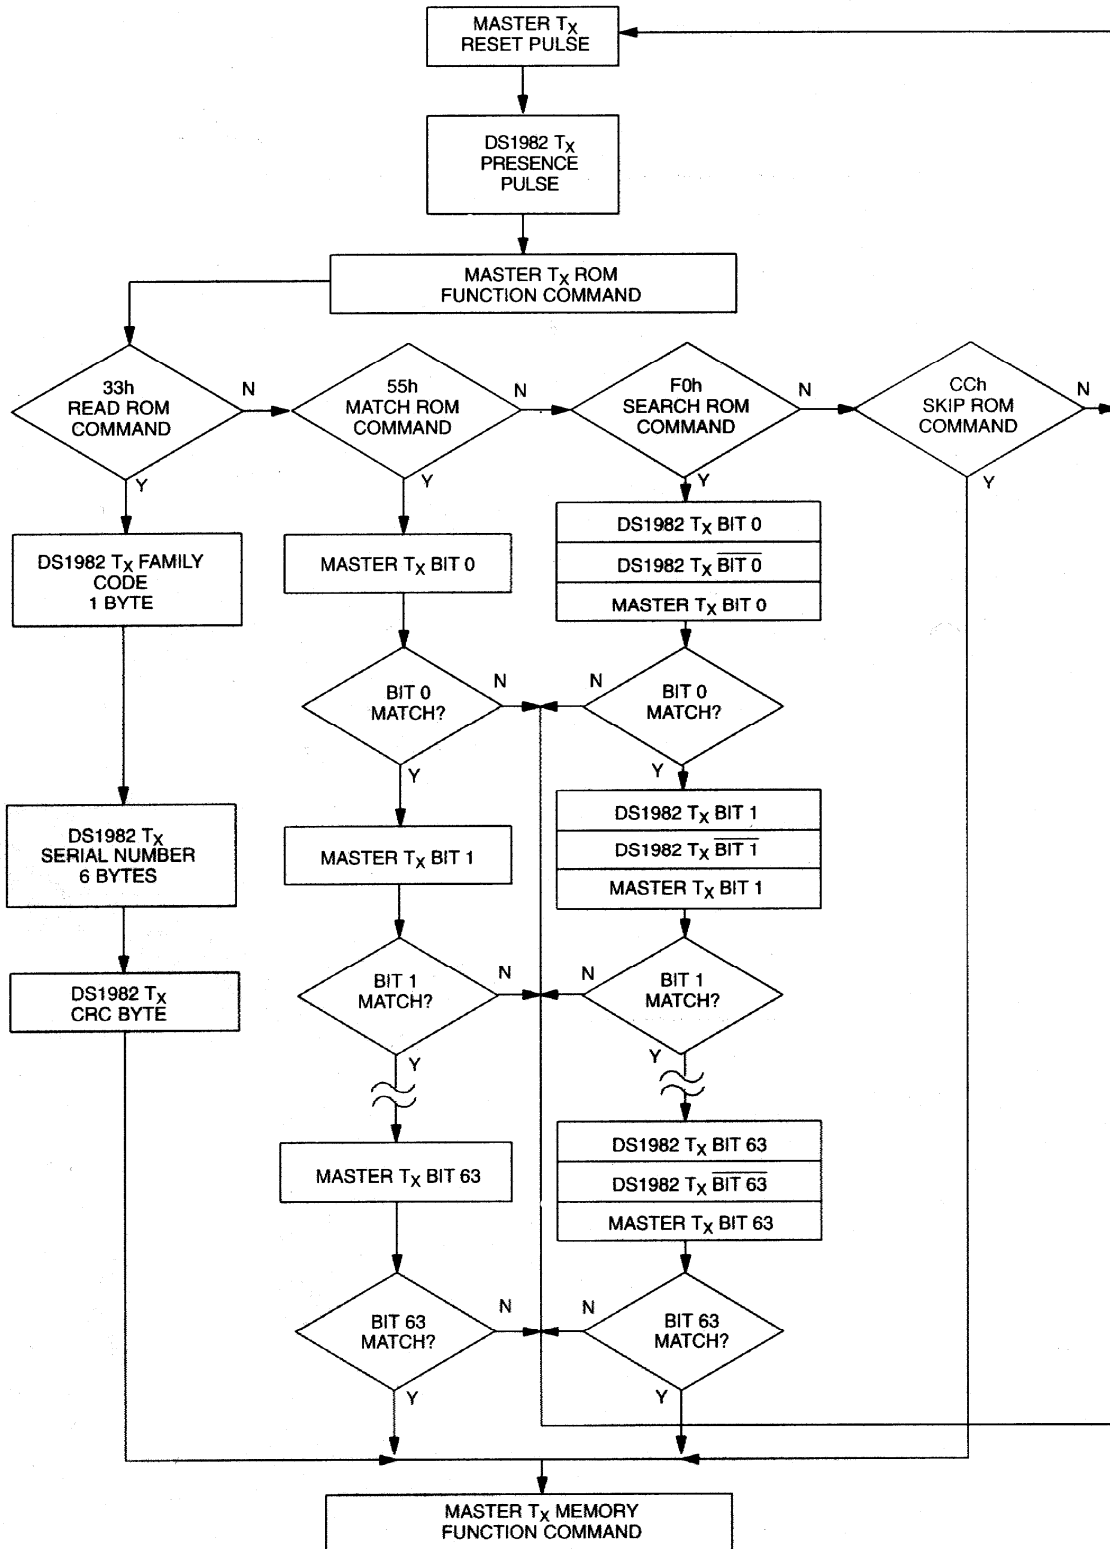 MASTER TX
RESET PULSE
DS1982 TX
PRESENCE
PULSE
MASTER TX ROM
FUNCTION COMMAND
33h
READ ROM
COMMAND
N
Y
55h
MATCH ROM
COMMAND
N
Y
F0h
SEARCH ROM
COMMAND
N
Y
CCh
SKIP ROM
COMMAND
N
Y
DS1982 TX FAMILY
CODE
1 BYTE
MASTER TX BIT 0
DS1982 TX BIT 0
DS1982 TX BIT 0
MASTER TX BIT 0
BIT 0
MATCH?
N
Y
N
BIT 0
MATCH?
Y
DS1982 TX
SERIAL NUMBER
6 BYTES
MASTER TX BIT 1
DS1982 TX BIT 1
DS1982 TX BIT 1
MASTER TX BIT 1
DS1982 TX
CRC BYTE
BIT 1
MATCH?
N
Y
N
BIT 1
MATCH?
Y
MASTER TX BIT 63
DS1982 TX BIT 63
DS1982 TX BIT 63
MASTER TX BIT 63
BIT 63
MATCH?
N
Y
N
BIT 63
MATCH?
Y
MASTER TX MEMORY
FUNCTION COMMAND